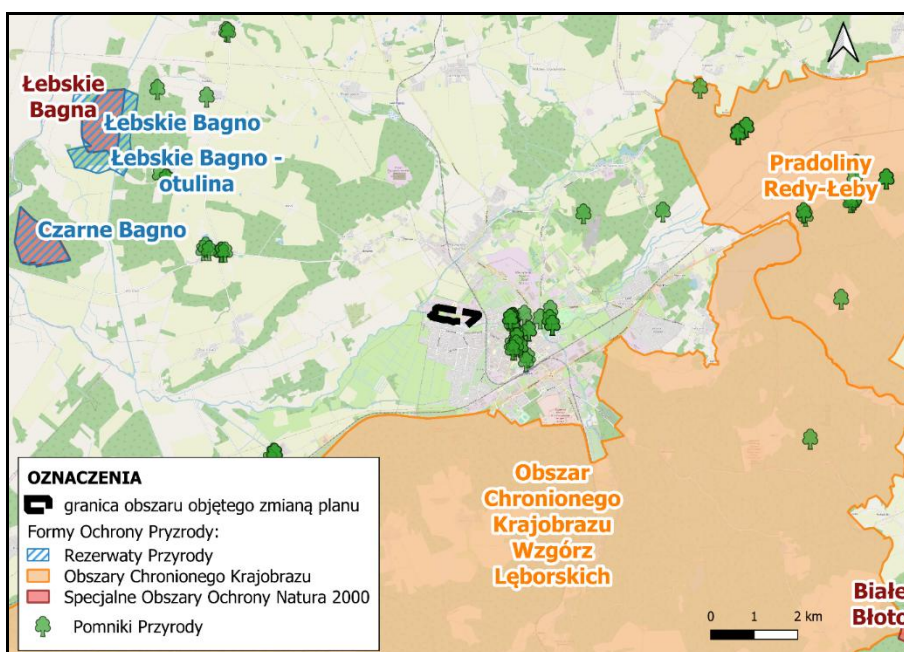 Łebskie
Bagna
Łebskie Bagno
Łebskie Bagno -
otulina
Czarne Bagno
Pradoliny
Redy-Łeby
Obszar
Chronionego
Krajobrazu
Wzgórz
Lęborskich
Białe
Błoto
OZNACZENIA
granica obszaru objętego zmianą planu
Formy Ochrony Pryzrody:
Rezerwaty Przyrody
Obszary Chronionego Krajobrazu
Specjalne Obszary Ochrony Natura 2000
Pomniki Przyrody
0 1 2 km